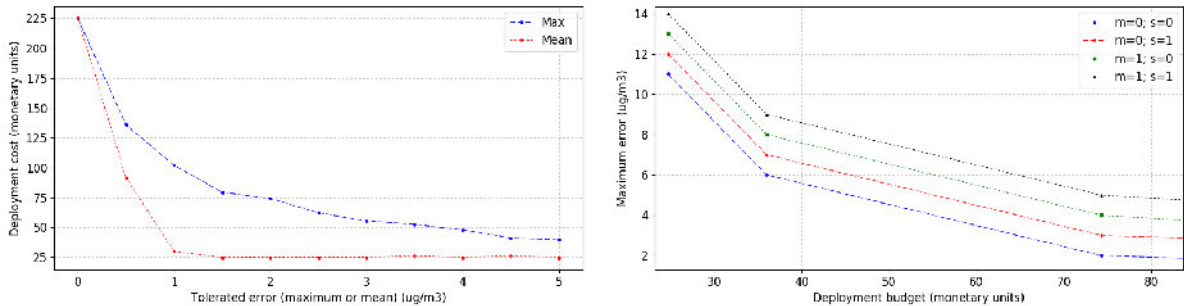 Deployment cost (monetary units)
225
200
175
150
125
100
75
50
25
0
1
2
3
4
5
Tolerated error (maximum or mean) (ug/m3)
Max
Mean
Maximum error (ug/m3)
14
12
10
8
6
4
2
30
40
50
60
70
80
Deployment budget (monetary units)
m=0; s=0
m=0; s=1
m=1; s=0
m=1; s=1